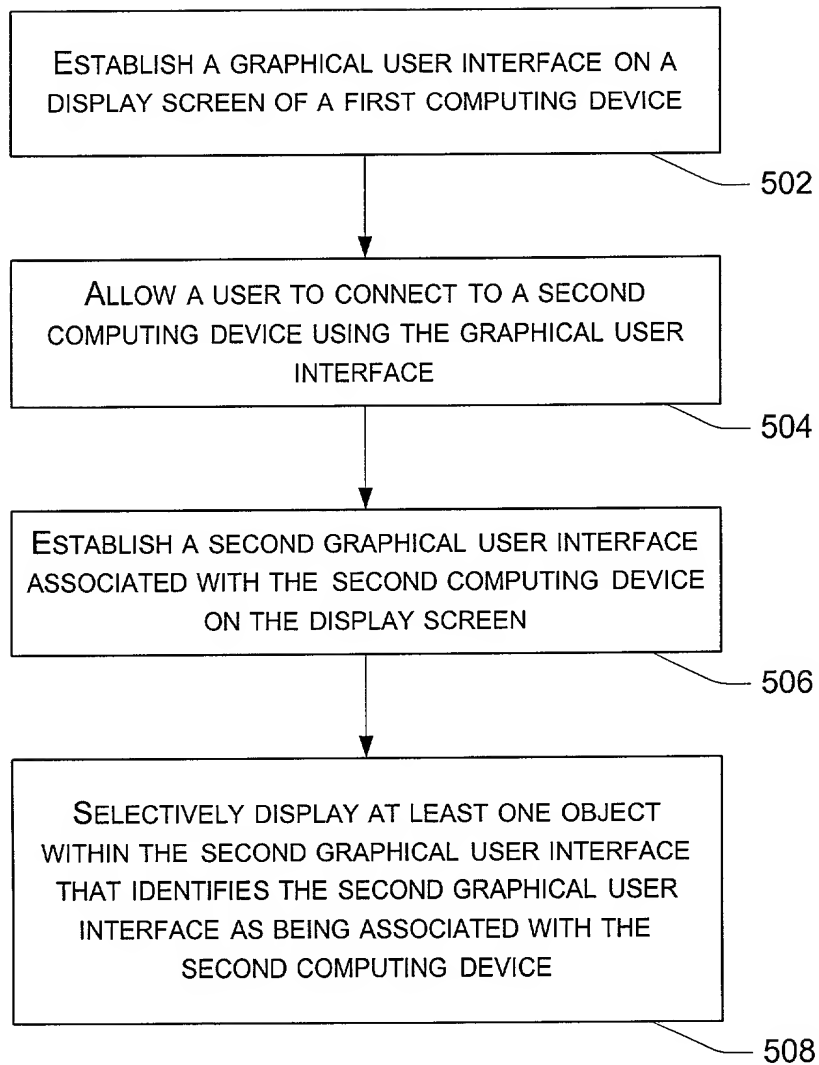 ESTABLISH A GRAPHICAL USER INTERFACE ON A
DISPLAY SCREEN OF A FIRST COMPUTING DEVICE
502
ALLOW A USER TO CONNECT TO A SECOND
COMPUTING DEVICE USING THE GRAPHICAL USER
INTERFACE
504
ESTABLISH A SECOND GRAPHICAL USER INTERFACE
ASSOCIATED WITH THE SECOND COMPUTING DEVICE
ON THE DISPLAY SCREEN
506
SELECTIVELY DISPLAY AT LEAST ONE OBJECT
WITHIN THE SECOND GRAPHICAL USER INTERFACE
THAT IDENTIFIES THE SECOND GRAPHICAL USER
INTERFACE AS BEING ASSOCIATED WITH THE
SECOND COMPUTING DEVICE
508